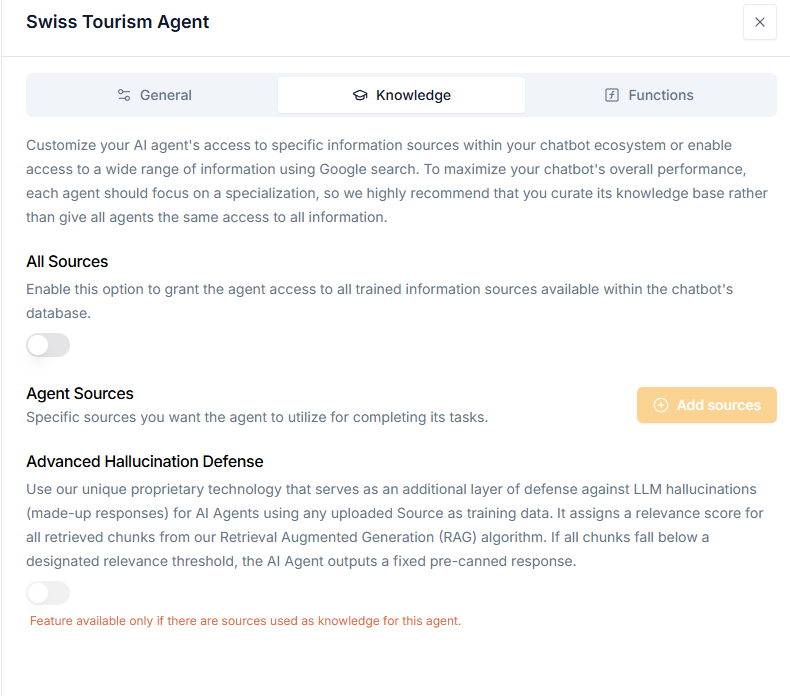 Swiss Tourism Agent
General
Knowledge
Functions
Customize your AI agent's access to specific information sources within your chatbot ecosystem or enable
access to a wide range of information using Google search. To maximize your chatbot's overall performance,
each agent should focus on a specialization, so we highly recommend that you curate its knowledge base rather
than give all agents the same access to all information.
All Sources
Enable this option to grant the agent access to all trained information sources available within the chatbot's
database.
Agent Sources
Specific sources you want the agent to utilize for completing its tasks.
Add sources
Advanced Hallucination Defense
Use our unique proprietary technology that serves as an additional layer of defense against LLM hallucinations
(made-up responses) for AI Agents using any uploaded Source as training data. It assigns a relevance score for
all retrieved chunks from our Retrieval Augmented Generation (RAG) algorithm. If all chunks fall below a
designated relevance threshold, the AI Agent outputs a fixed pre-canned response.
Feature available only if there are sources used as knowledge for this agent.